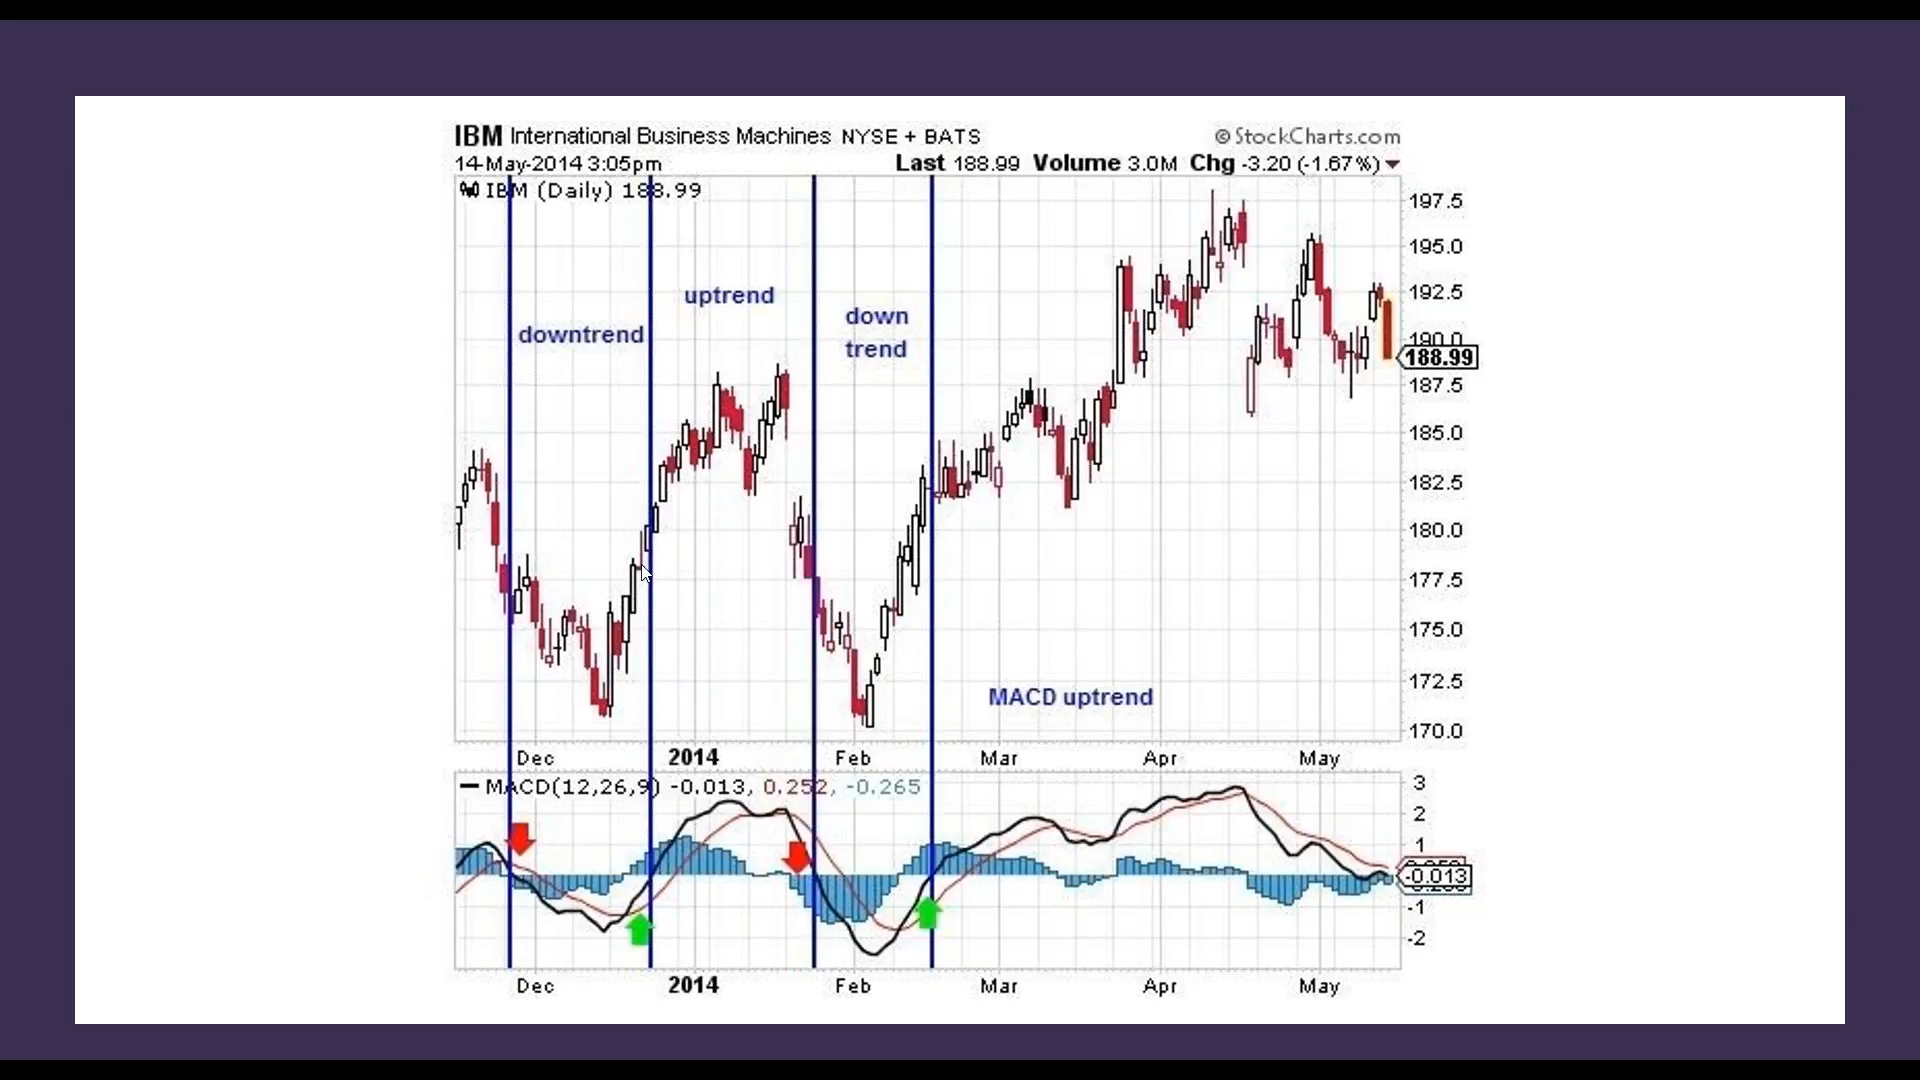 IBM International Business Machines NYSE + BATS
© StockCharts.com
14-May-2014 3:05pm
Last 188.99 Volume 3.0M Chg -3.20 (-1.67%)
IBM (Daily) 188.99
197.5
195.0
uptrend
192.5
down
downtrend
190.0
trend
188.99
187.5
185.0
182.5
180.0
177.5
175.0
172.5
MACD uptrend
170.0
Dec 2014 Feb Mar Apr May
MACD(12,26,9) -0.013, 0.252, -0.265
3
2
1
-0.013
-1
-2
Dec 2014 Feb Mar Apr May